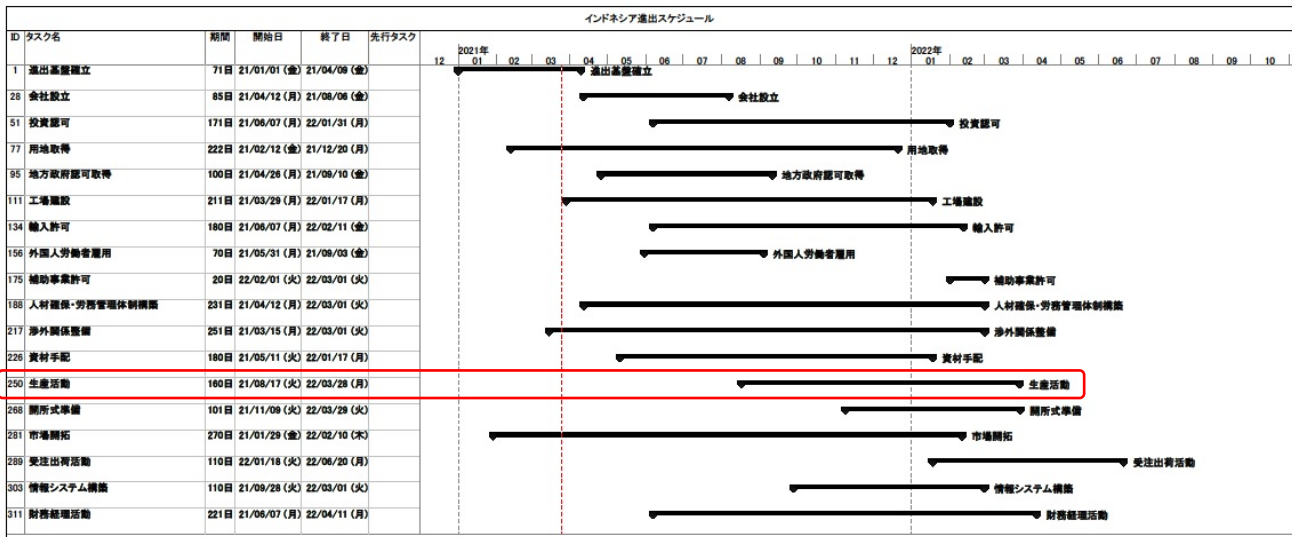 インドネシア進出スケジュール
ID タスク名 期間 開始日 終了日 先行タスク
2021年 2022年
12 01 02 03 04 05 06 07 08 09 10 11 12 01 02 03 04 05 06 07 08 09 10
1 進出基盤確立 71日 21/01/01 (金) 21/04/09 (金) 進出基盤確立
28 会社設立 85日 21/04/12 (月) 21/08/06 (金) 会社設立
51 投資認可 171日 21/06/07 (月) 22/01/31 (月) 投資認可
77 用地取得 222日 21/02/12 (金) 21/12/20 (月) 用地取得
95 地方政府認可取得 100日 21/04/26 (月) 21/09/10 (金) 地方政府認可取得
111 工場建設 211日 21/03/29 (月) 22/01/17 (月) 工場建設
134 輸入許可 180日 21/06/07 (月) 22/02/11 (金) 輸入許可
156 外国人労働者雇用 70日 21/05/31 (月) 21/09/03 (金) 外国人労働者雇用
175 補助事業許可 20日 22/02/01 (火) 22/03/01 (火) 補助事業許可
188 人材確保・労務管理体制構築 231日 21/04/12 (月) 22/03/01 (火) 人材確保・労務管理体制構築
217 渉外関係整備 251日 21/03/15 (月) 22/03/01 (火) 渉外関係整備
226 資材手配 180日 21/05/11 (火) 22/01/17 (月) 資材手配
250 生産活動 160日 21/08/17 (火) 22/03/28 (月) 生産活動
268 開所式準備 101日 21/11/09 (火) 22/03/29 (火) 開所式準備
281 市場開拓 270日 21/01/29 (金) 22/02/10 (木) 市場開拓
289 受注出荷活動 110日 22/01/18 (火) 22/06/20 (月) 受注出荷活動
303 情報システム構築 110日 21/09/28 (火) 22/03/01 (火) 情報システム構築
311 財務経理活動 221日 21/06/07 (月) 22/04/11 (月) 財務経理活動